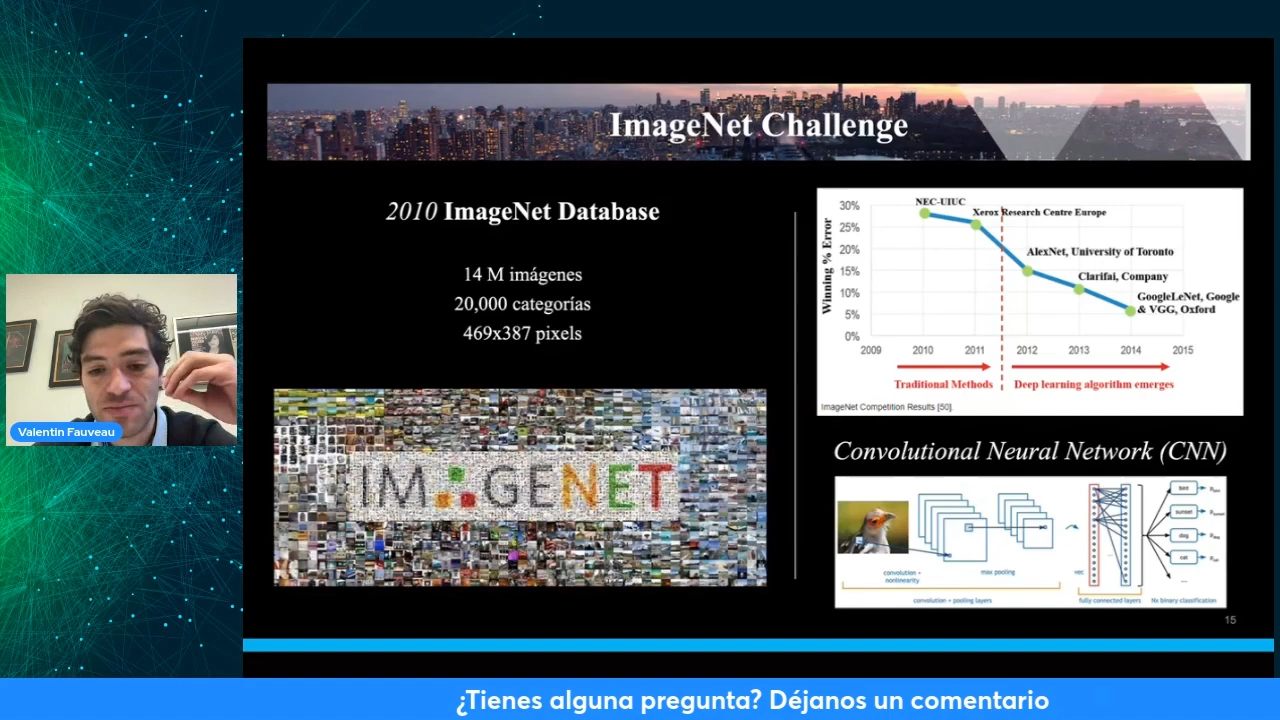 ImageNet Challenge
2010 ImageNet Database
14 M imágenes
20,000 categorías
469x387 pixels
IMAGENET
Winning % Error
30%
25%
20%
15%
10%
5%
0%
NEC-UIUC
Xerox Research Centre Europe
AlexNet, University of Toronto
Clarifai, Company
GoogleLeNet, Google
& VGG, Oxford
2009 2010 2011 2012 2013 2014 2015
Traditional Methods
Deep learning algorithm emerges
ImageNet Competition Results [50].
Convolutional Neural Network (CNN)
convolution +
nonlinearity
max pooling
vec
convolution + pooling layers
fully connected layers
Nx binary classification
bird
sunset
dog
cat
...
15
Valentin Fauveau
¿Tienes alguna pregunta? Déjanos un comentario